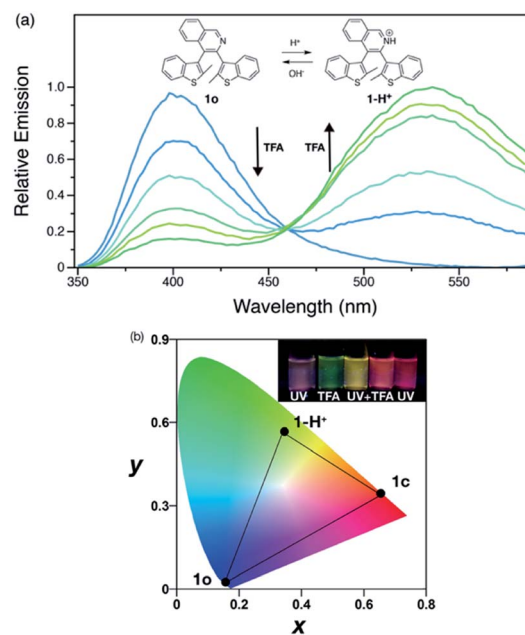 (a)
N
H⁺
OH⁻
⊕
NH
S
S
S
S
1o
1-H⁺
TFA
TFA
Relative Emission
1.0
0.8
0.6
0.4
0.2
0
350
400
450
500
550
Wavelength (nm)
(b)
0.9
0.6
0.3
0
y
1-H⁺
1c
1o
UV TFA UV+TFA UV
0
0.2
0.4
0.6
0.8
x